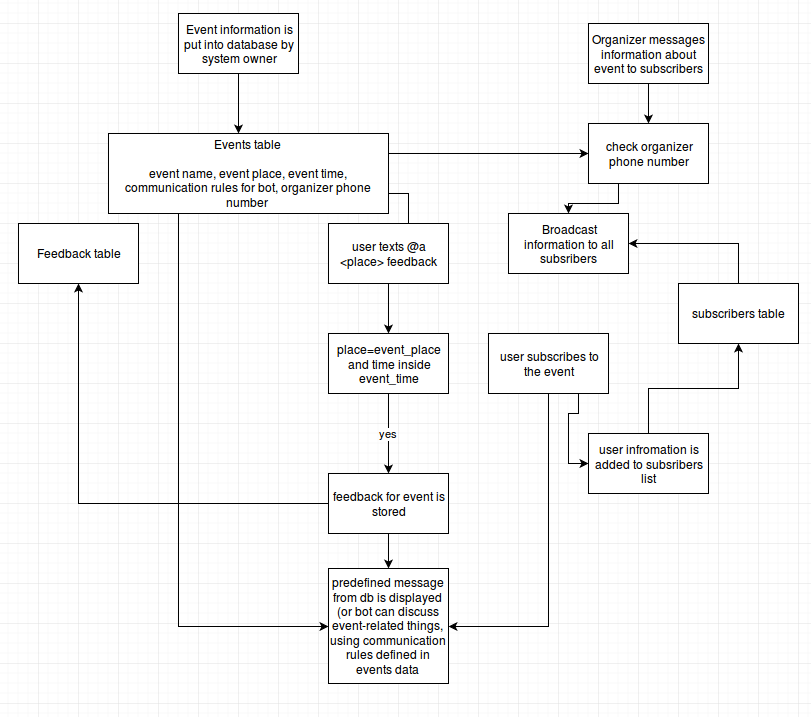 Event information is
put into database by
system owner
Organizer messages
information about
event to subscribers
Events table
event name, event place, event time,
communication rules for bot, organizer phone
number
check organizer
phone number
Feedback table
user texts @a
<place> feedback
Broadcast
information to all
subsribers
subscribers table
place=event_place
and time inside
event_time
user subscribes to
the event
yes
user infromation is
added to subsribers
list
feedback for event is
stored
predefined message
from db is displayed
(or bot can discuss
event-related things,
using communication
rules defined in
events data